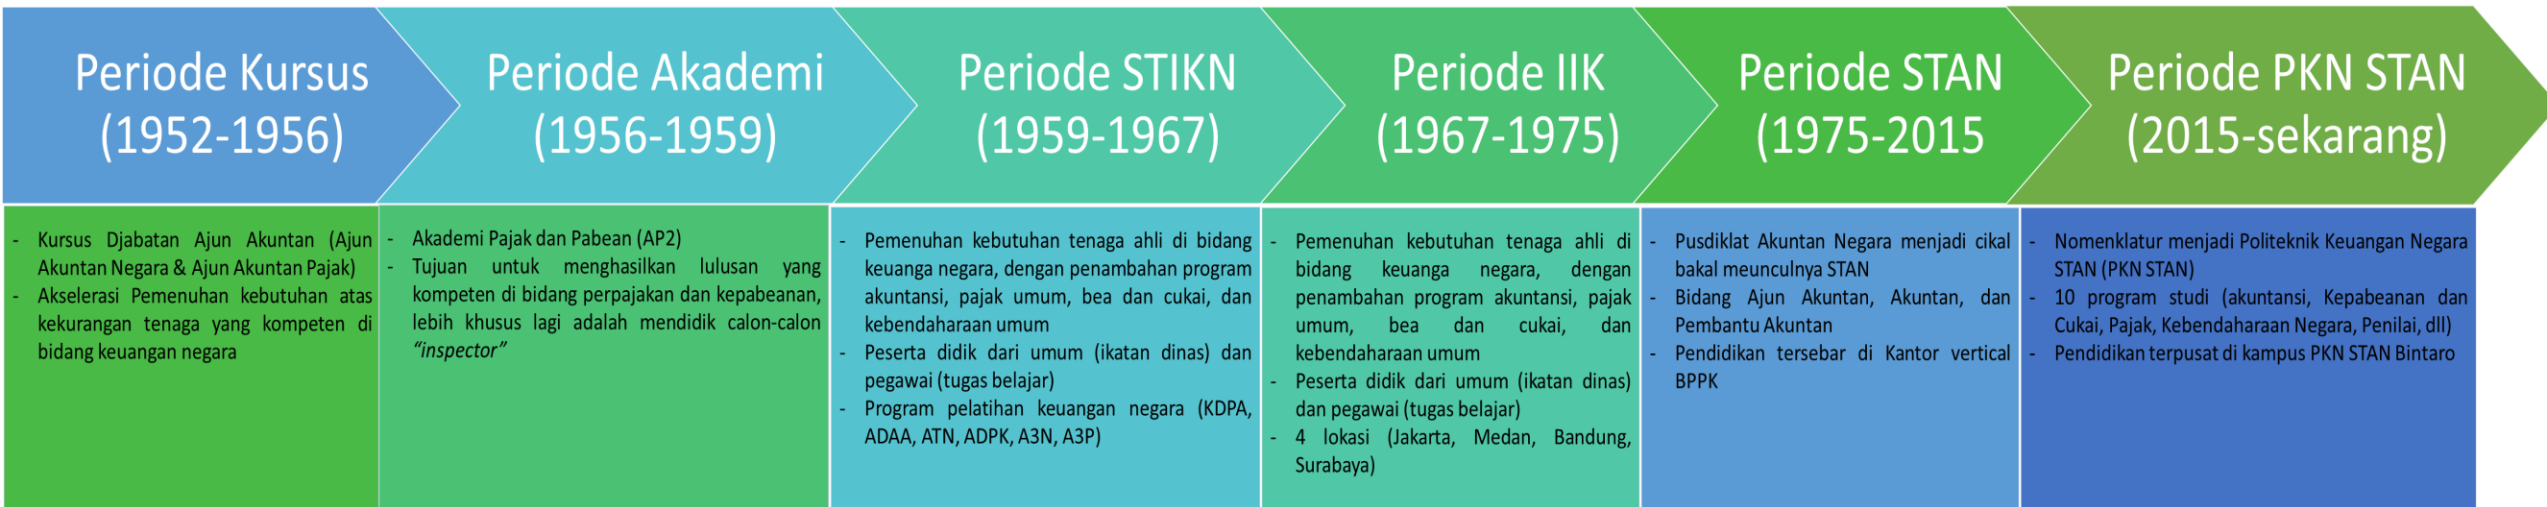 Periode Kursus
(1952-1956)
Periode Akademi
(1956-1959)
Periode STIKN
(1959-1967)
Periode IIK
(1967-1975)
Periode STAN
(1975-2015
Periode PKN STAN
(2015-sekarang)
- Kursus Djabatan Ajun Akuntan (Ajun
Akuntan Negara & Ajun Akuntan Pajak)
- Akselerasi Pemenuhan kebutuhan atas
kekurangan tenaga yang kompeten di
bidang keuangan negara
- Akademi Pajak dan Pabean (AP2)
- Tujuan untuk menghasilkan lulusan yang
kompeten di bidang perpajakan dan kepabeanan,
lebih khusus lagi adalah mendidik calon-calon
“inspector”
- Pemenuhan kebutuhan tenaga ahli di bidang
keuanga negara, dengan penambahan program
akuntansi, pajak umum, bea dan cukai, dan
kebendaharaan umum
- Peserta didik dari umum (ikatan dinas) dan
pegawai (tugas belajar)
- Program pelatihan keuangan negara (KDPA,
ADAA, ATN, ADPK, A3N, A3P)
- Pemenuhan kebutuhan tenaga ahli di
bidang keuanga negara, dengan
penambahan program akuntansi, pajak
umum, bea dan cukai, dan
kebendaharaan umum
- Peserta didik dari umum (ikatan dinas)
dan pegawai (tugas belajar)
- 4 lokasi (Jakarta, Medan, Bandung,
Surabaya)
- Pusdiklat Akuntan Negara menjadi cikal
bakal meunculnya STAN
- Bidang Ajun Akuntan, Akuntan, dan
Pembantu Akuntan
- Pendidikan tersebar di Kantor vertical
BPPK
- Nomenklatur menjadi Politeknik Keuangan Negara
STAN (PKN STAN)
- 10 program studi (akuntansi, Kepabeanan dan
Cukai, Pajak, Kebendaharaan Negara, Penilai, dll)
- Pendidikan terpusat di kampus PKN STAN Bintaro